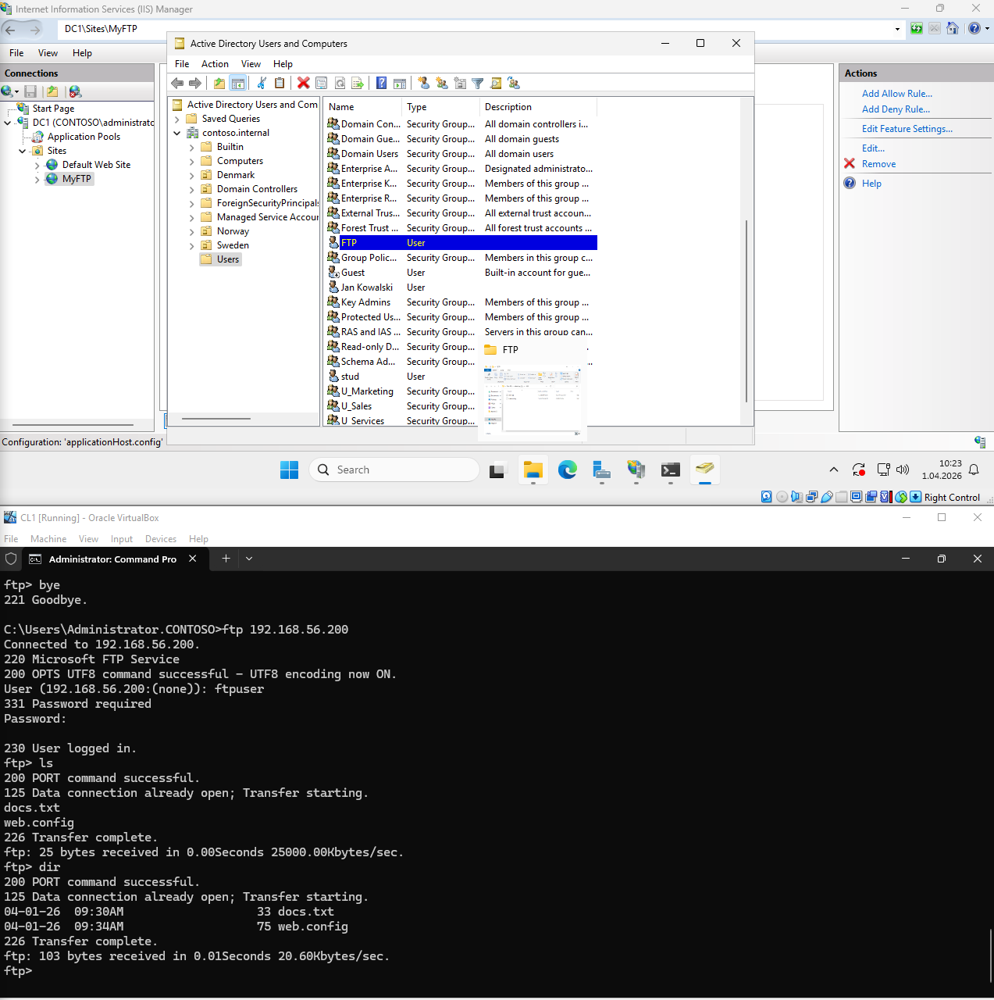 Internet Information Services (IIS) Manager
DC1\Sites\MyFTP
File View Help
Connections
Start Page
DC1 (CONTOSO\administrato
Application Pools
Sites
Default Web Site
MyFTP
Configuration: 'applicationHost.config'
Active Directory Users and Computers
File Action View Help
Active Directory Users and Com
Saved Queries
contoso.internal
Builtin
Computers
Denmark
Domain Controllers
ForeignSecurityPrincipals
Managed Service Accour
Norway
Sweden
Users
Name Type Description
Domain Con... Security Group... All domain controllers i...
Domain Gue... Security Group... All domain guests
Domain Users Security Group... All domain users
Enterprise A... Security Group... Designated administrato...
Enterprise K... Security Group... Members of this group ...
Enterprise R... Security Group... Members of this group ...
External Trus... Security Group... All external trust accoun...
Forest Trust ... Security Group... All forest trust accounts ...
FTP User
Group Polic... Security Group... Members in this group c...
Guest User Built-in account for gue...
Jan Kowalski User
Key Admins Security Group... Members of this group ...
Protected Us... Security Group... Members of this group ...
RAS and IAS ... Security Group... Servers in this group can...
Read-only D... Security Group...
Schema Ad... Security Group...
stud User
U_Marketing Security Group...
U_Sales Security Group...
U_Services Security Group...
FTP
Actions
Add Allow Rule...
Add Deny Rule...
Edit Feature Settings...
Edit...
Remove
Help
Search
10:23
1.04.2026
Right Control
CL1 [Running] - Oracle VirtualBox
File Machine View Input Devices Help
Administrator: Command Pro
ftp> bye
221 Goodbye.
C:\Users\Administrator.CONTOSO>ftp 192.168.56.200
Connected to 192.168.56.200.
220 Microsoft FTP Service
200 OPTS UTF8 command successful - UTF8 encoding now ON.
User (192.168.56.200:(none)): ftpuser
331 Password required
Password:
230 User logged in.
ftp> ls
200 PORT command successful.
125 Data connection already open; Transfer starting.
docs.txt
web.config
226 Transfer complete.
ftp: 25 bytes received in 0.00Seconds 25000.00Kbytes/sec.
ftp> dir
200 PORT command successful.
125 Data connection already open; Transfer starting.
04-01-26 09:30AM 33 docs.txt
04-01-26 09:34AM 75 web.config
226 Transfer complete.
ftp: 103 bytes received in 0.01Seconds 20.60Kbytes/sec.
ftp>